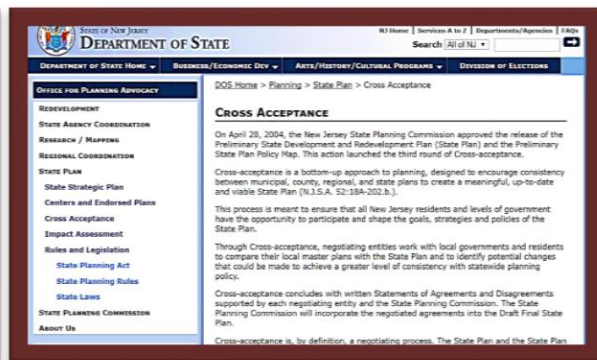 STATE OF NEW JERSEY
DEPARTMENT OF STATE
NJ Home | Services A to Z | Departments/Agencies | FAQs
Search All of NJ
DEPARTMENT OF STATE HOME
BUSINESS/ECONOMIC DEV
ARTS/HISTORY/CULTURAL PROGRAMS
DIVISION OF ELECTIONS
OFFICE FOR PLANNING ADVOCACY
REDEVELOPMENT
STATE AGENCY COORDINATION
RESEARCH / MAPPING
REGIONAL COORDINATION
STATE PLAN
State Strategic Plan
Centers and Endorsed Plans
Cross Acceptance
Impact Assessment
Rules and Legislation
State Planning Act
State Planning Rules
State Laws
STATE PLANNING COMMISSION
ABOUT US
DOS Home > Planning > State Plan > Cross Acceptance
CROSS ACCEPTANCE
On April 28, 2004, the New Jersey State Planning Commission approved the release of the
Preliminary State Development and Redevelopment Plan (State Plan) and the Preliminary
State Plan Policy Map. This action launched the third round of Cross-acceptance.
Cross-acceptance is a bottom-up approach to planning, designed to encourage consistency
between municipal, county, regional, and state plans to create a meaningful, up-to-date
and viable State Plan (N.J.S.A. 52:18A-202.b.).
This process is meant to ensure that all New Jersey residents and levels of government
have the opportunity to participate and shape the goals, strategies and policies of the
State Plan.
Through Cross-acceptance, negotiating entities work with local governments and residents
to compare their local master plans with the State Plan and to identify potential changes
that could be made to achieve a greater level of consistency with statewide planning
policy.
Cross-acceptance concludes with written Statements of Agreements and Disagreements
supported by each negotiating entity and the State Planning Commission. The State
Planning Commission will incorporate the negotiated agreements into the Draft Final State
Plan.
Cross-acceptance is, by definition, a negotiating process. The State Plan and the State Plan